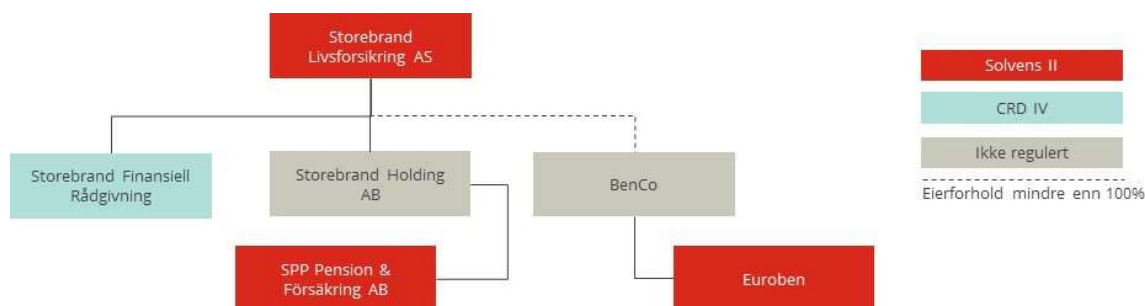 Storebrand
Livsforsikring AS
Solvens II
CRD IV
Ikke regulert
Eierforhold mindre enn 100%
Storebrand Finansiell
Rådgivning
Storebrand Holding
AB
BenCo
SPP Pension &
Försäkring AB
Euroben